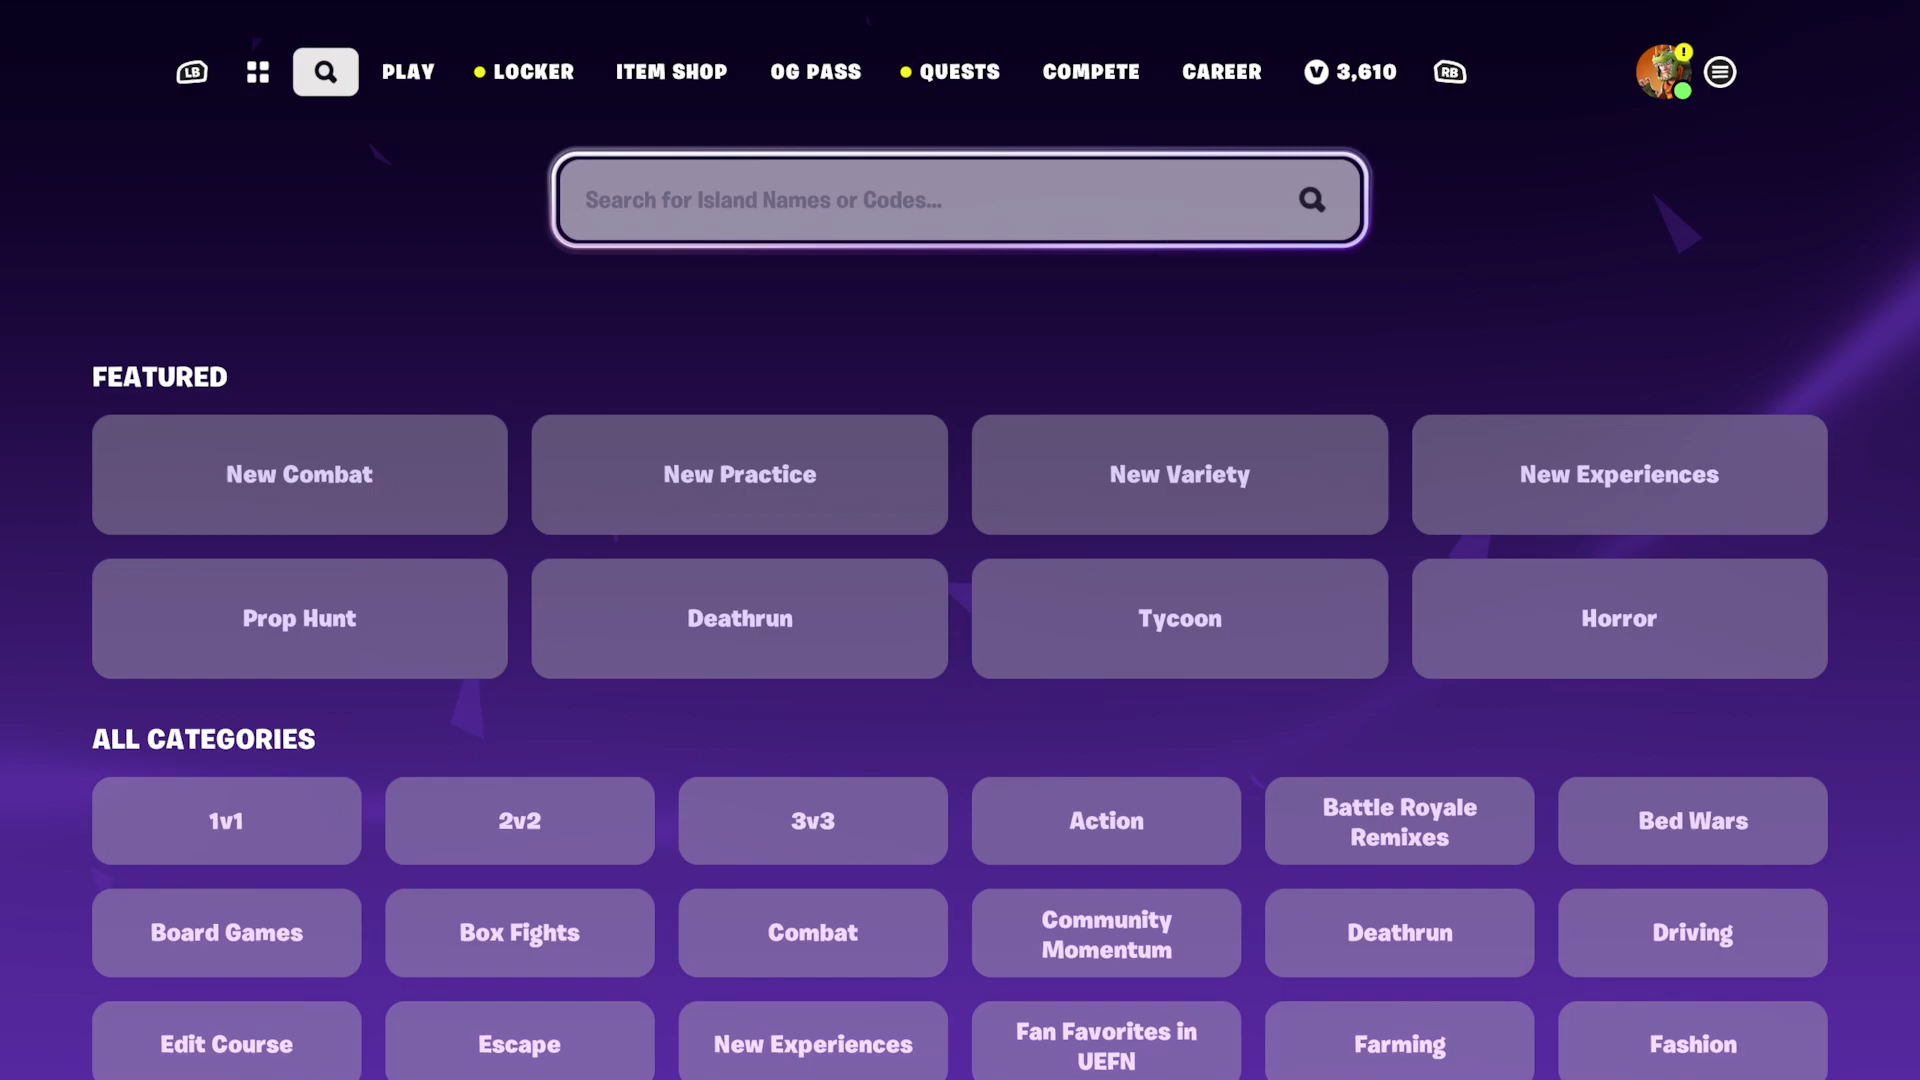 LB
PLAY
LOCKER
ITEM SHOP
OG PASS
QUESTS
COMPETE
CAREER
V 3,610
RB
!
Search for Island Names or Codes...
FEATURED
New Combat
New Practice
New Variety
New Experiences
Prop Hunt
Deathrun
Tycoon
Horror
ALL CATEGORIES
1v1
2v2
3v3
Action
Battle Royale
Remixes
Bed Wars
Board Games
Box Fights
Combat
Community
Momentum
Deathrun
Driving
Edit Course
Escape
New Experiences
Fan Favorites in
UEFN
Farming
Fashion